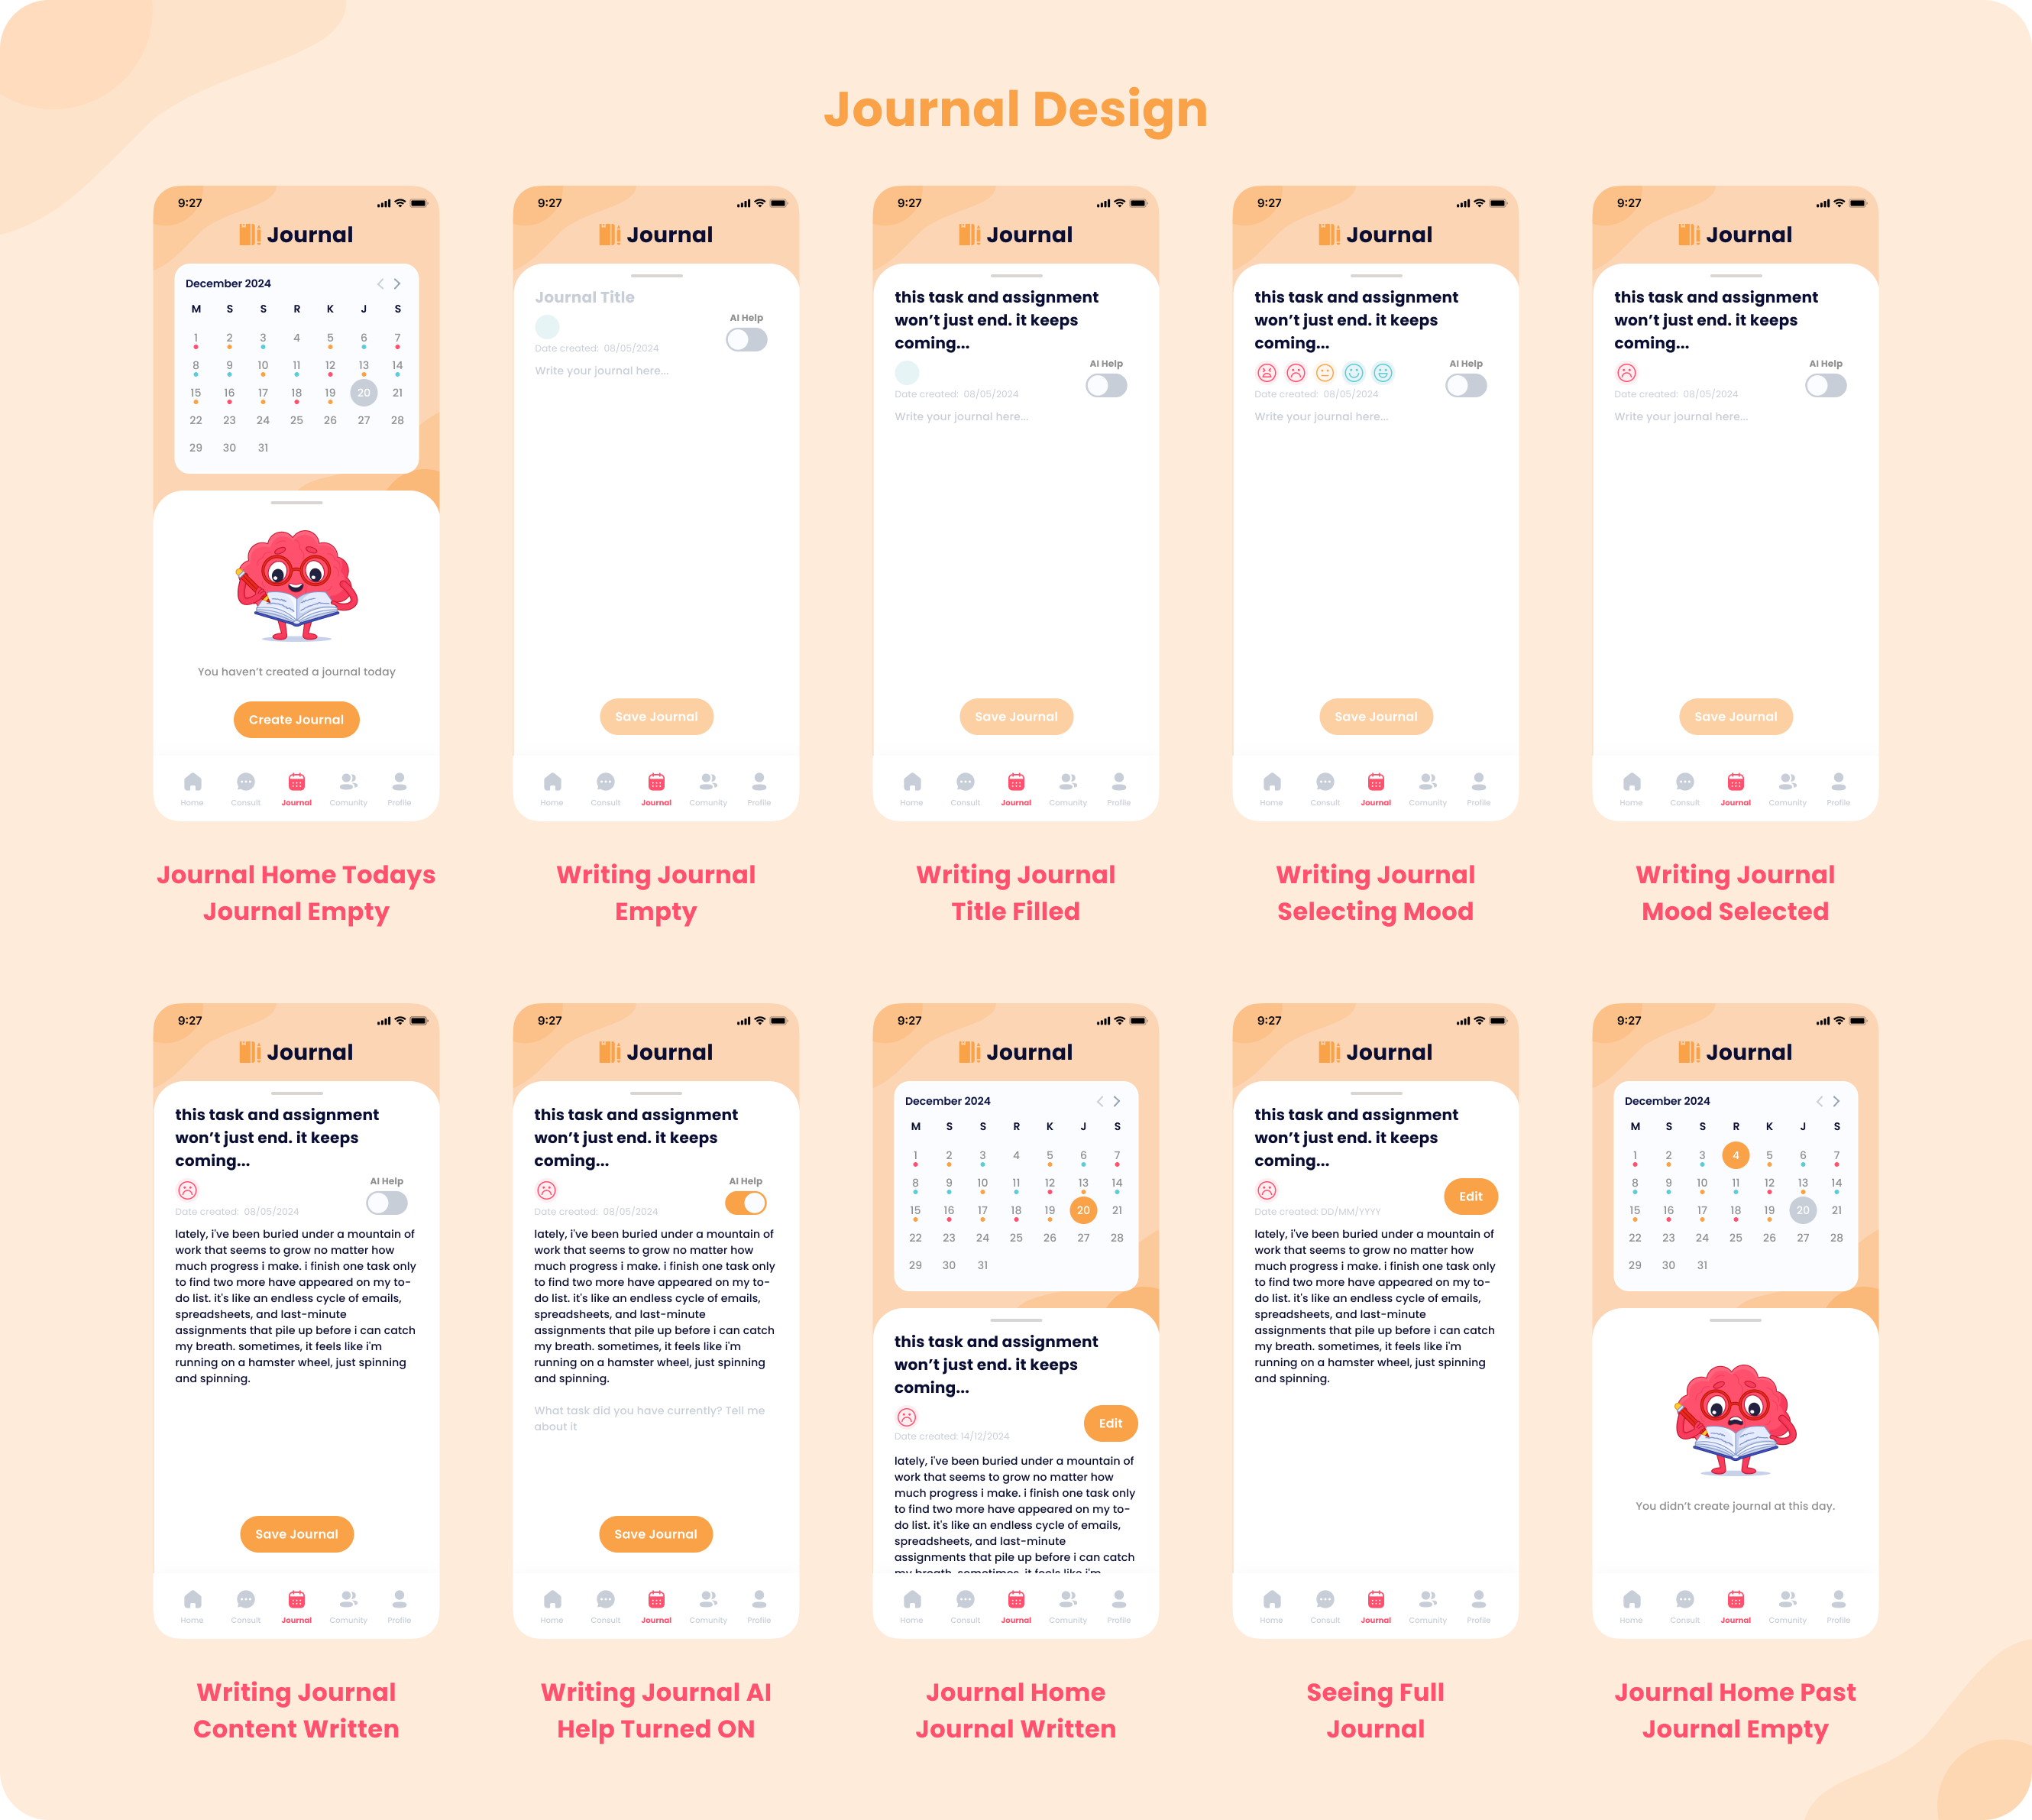 Journal Design
9:27
Journal
December 2024
M S S R K J S
1 2 3 4 5 6 7
8 9 10 11 12 13 14
15 16 17 18 19 20 21
22 23 24 25 26 27 28
29 30 31
You haven't created a journal today
Create Journal
Home Consult Journal Comunity Profile
Journal Home Todays
Journal Empty
9:27
Journal
Journal Title
AI Help
Date created: 08/05/2024
Write your journal here...
Save Journal
Home Consult Journal Comunity Profile
Writing Journal
Empty
9:27
Journal
this task and assignment
won't just end. it keeps
coming...
AI Help
Date created: 08/05/2024
Write your journal here...
Save Journal
Home Consult Journal Comunity Profile
Writing Journal
Title Filled
9:27
Journal
this task and assignment
won't just end. it keeps
coming...
AI Help
Date created: 08/05/2024
Write your journal here...
Save Journal
Home Consult Journal Comunity Profile
Writing Journal
Selecting Mood
9:27
Journal
this task and assignment
won't just end. it keeps
coming...
AI Help
Date created: 08/05/2024
Write your journal here...
Save Journal
Home Consult Journal Comunity Profile
Writing Journal
Mood Selected
9:27
Journal
this task and assignment
won't just end. it keeps
coming...
AI Help
Date created: 08/05/2024
lately, i've been buried under a mountain of
work that seems to grow no matter how
much progress i make. i finish one task only
to find two more have appeared on my to-
do list. it's like an endless cycle of emails,
spreadsheets, and last-minute
assignments that pile up before i can catch
my breath. sometimes, it feels like i'm
running on a hamster wheel, just spinning
and spinning.
Save Journal
Home Consult Journal Comunity Profile
Writing Journal
Content Written
9:27
Journal
this task and assignment
won't just end. it keeps
coming...
AI Help
Date created: 08/05/2024
lately, i've been buried under a mountain of
work that seems to grow no matter how
much progress i make. i finish one task only
to find two more have appeared on my to-
do list. it's like an endless cycle of emails,
spreadsheets, and last-minute
assignments that pile up before i can catch
my breath. sometimes, it feels like i'm
running on a hamster wheel, just spinning
and spinning.
What task did you have currently? Tell me
about it
Save Journal
Home Consult Journal Comunity Profile
Writing Journal AI
Help Turned ON
9:27
Journal
December 2024
M S S R K J S
1 2 3 4 5 6 7
8 9 10 11 12 13 14
15 16 17 18 19 20 21
22 23 24 25 26 27 28
29 30 31
this task and assignment
won't just end. it keeps
coming...
Edit
Date created: 14/12/2024
lately, i've been buried under a mountain of
work that seems to grow no matter how
much progress i make. i finish one task only
to find two more have appeared on my to-
do list. it's like an endless cycle of emails,
spreadsheets, and last-minute
assignments that pile up before i can catch
my breath. sometimes, it feels like i'm
Home Consult Journal Comunity Profile
Journal Home
Journal Written
9:27
Journal
this task and assignment
won't just end. it keeps
coming...
Edit
Date created: DD/MM/YYYY
lately, i've been buried under a mountain of
work that seems to grow no matter how
much progress i make. i finish one task only
to find two more have appeared on my to-
do list. it's like an endless cycle of emails,
spreadsheets, and last-minute
assignments that pile up before i can catch
my breath. sometimes, it feels like i'm
running on a hamster wheel, just spinning
and spinning.
Home Consult Journal Comunity Profile
Seeing Full
Journal
9:27
Journal
December 2024
M S S R K J S
1 2 3 4 5 6 7
8 9 10 11 12 13 14
15 16 17 18 19 20 21
22 23 24 25 26 27 28
29 30 31
You didn't create journal at this day.
Home Consult Journal Comunity Profile
Journal Home Past
Journal Empty